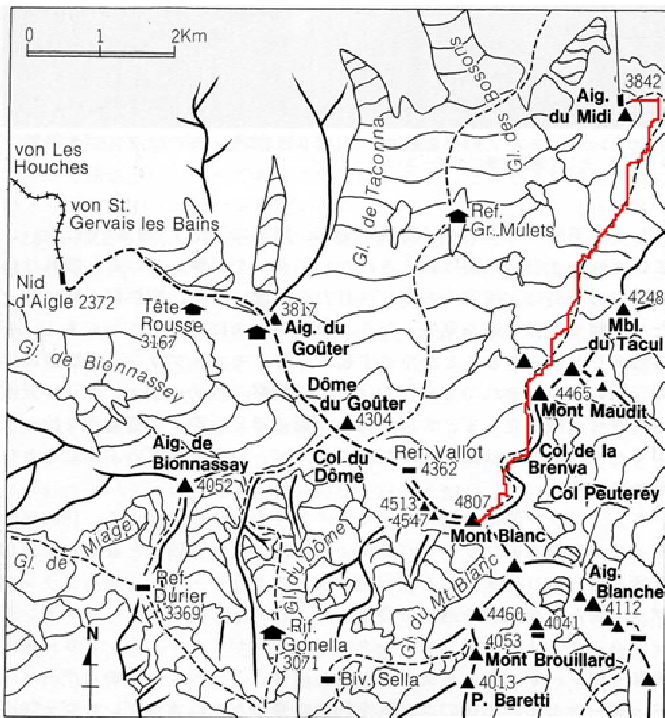 0 1 2Km
3842
Aig.
du Midi
Gl. des Bossons
Gl. de Taconna
von Les
Houches
von St.
Gervais les Bains
Ref.
Gr. Mulets
Nid
d'Aigle 2372
Tête
Rousse
3167
3817
Aig. du
Goûter
4248
Mbl.
du Tacul
Gl. de Bionnassay
Dôme
du Goûter
4304
4465
Mont Maudit
Aig. de
Bionnassay
4052
Col du
Dôme
Ref. Vallot
4362
Col de la
Brenva
Col Peuterey
4513
4547
4807
Mont Blanc
Gl. de Miage
Gl. du Dôme
Gl. du Mt. Blanc
Ref.
Durier
3369
Aig.
Blanche
4112
N
Rif.
Gonella
3071
4460
4041
4053
Mont Brouillard
Biv. Sella
4013
P. Baretti